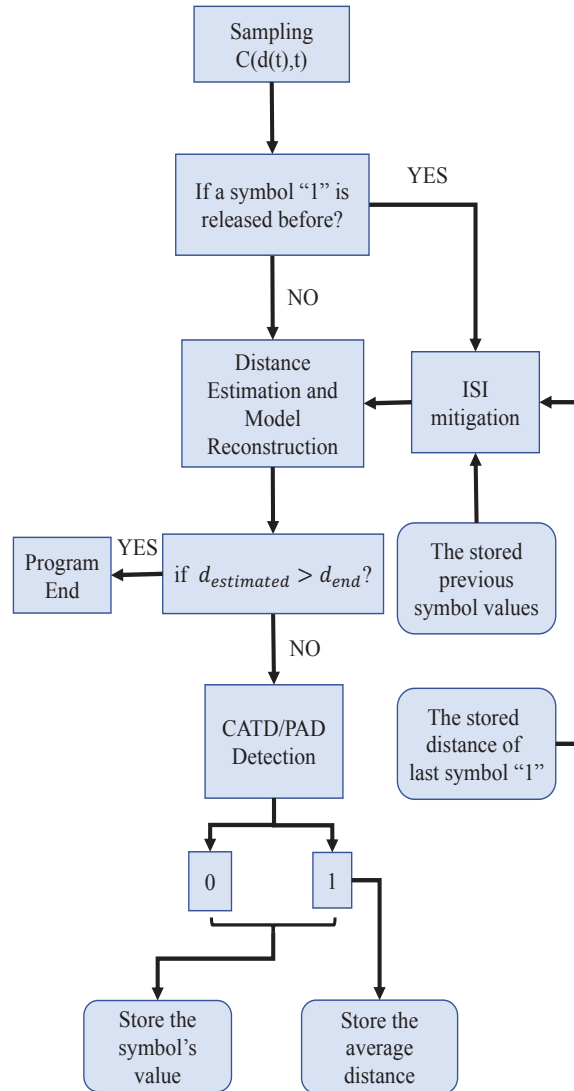 Sampling
C(d(t),t)
If a symbol “1” is
released before?
YES
NO
Distance
Estimation and
Model
Reconstruction
ISI
mitigation
The stored
previous
symbol values
YES
Program
End
if d_estimated > d_end?
NO
CATD/PAD
Detection
The stored
distance of
last symbol “1”
0
1
Store the
symbol’s
value
Store the
average
distance